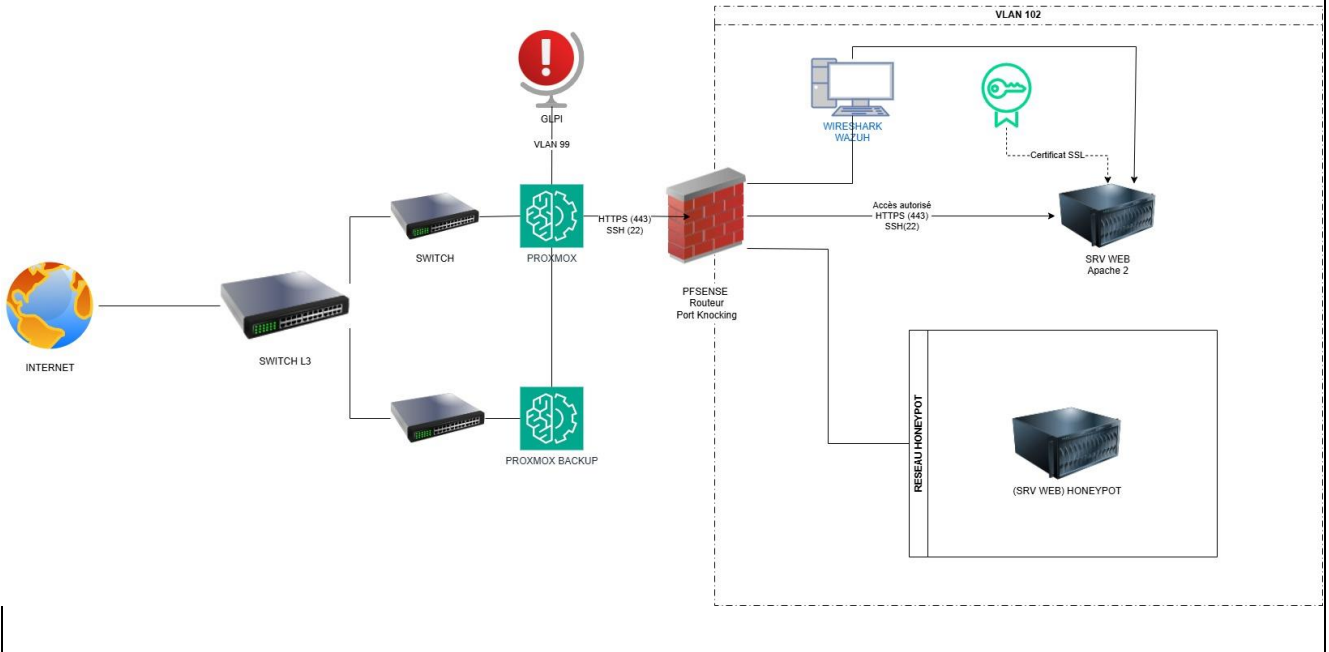 VLAN 102
GLPI
VLAN 99
WIRESHARK
WAZUH
Certificat SSL
SWITCH
PROXMOX
HTTPS (443)
SSH (22)
Accès autorisé
HTTPS (443)
SSH(22)
SRV WEB
Apache 2
PFSENSE
Routeur
Port Knocking
INTERNET
SWITCH L3
PROXMOX BACKUP
RESEAU HONEYPOT
(SRV WEB) HONEYPOT